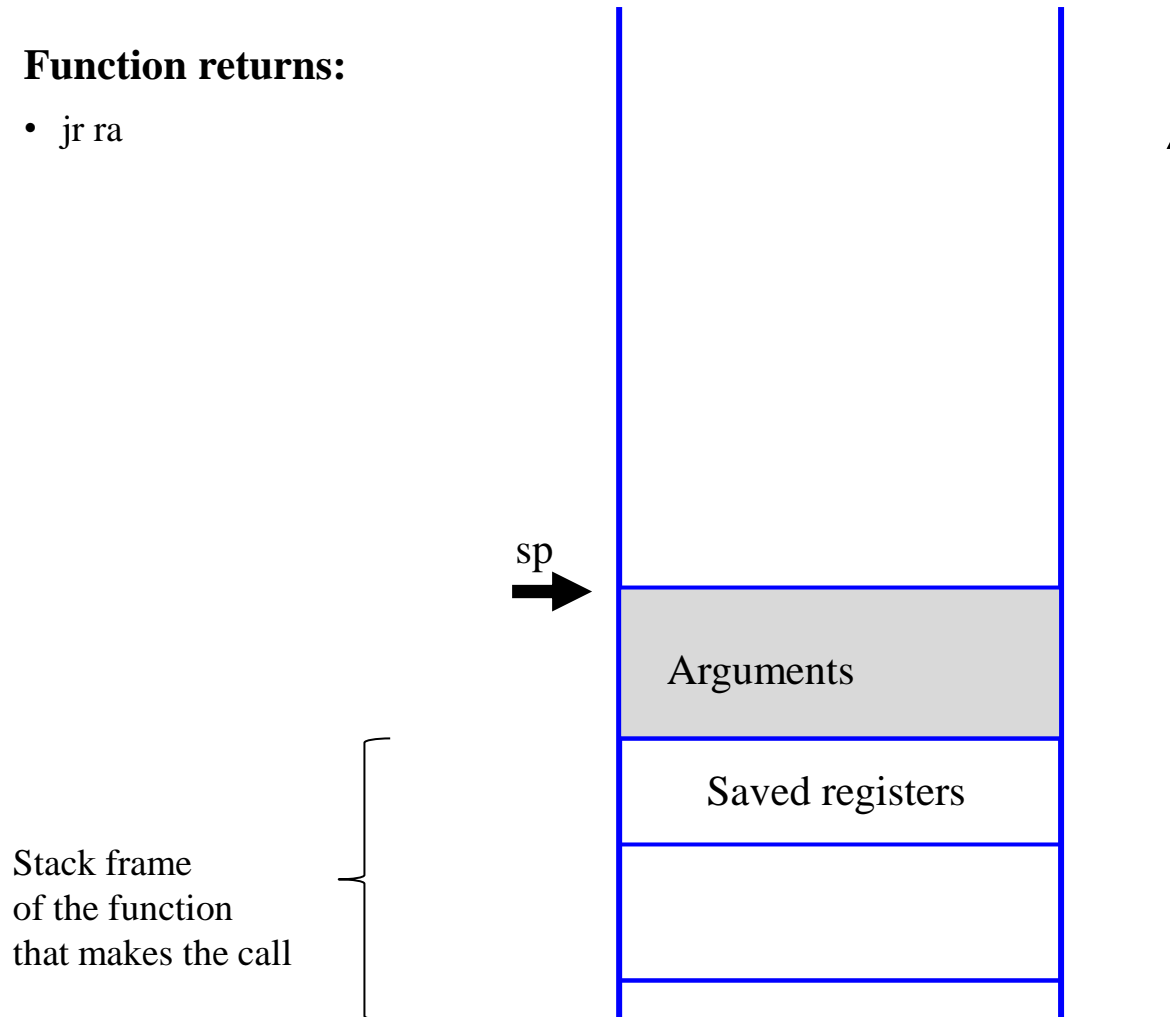 Function returns:
• jr ra
sp
Arguments
Saved registers
Stack frame
of the function
that makes the call